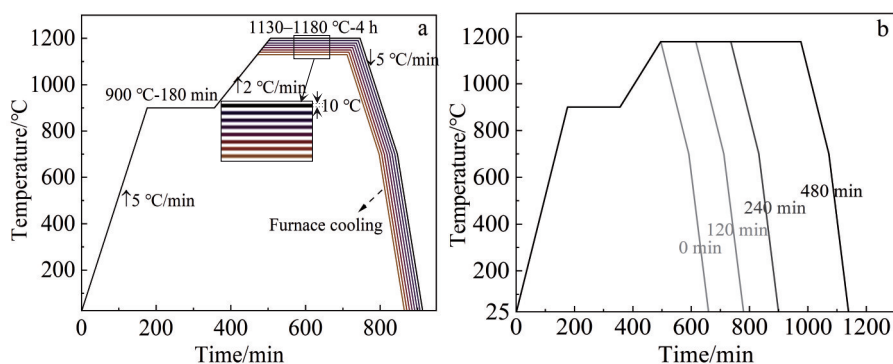 a
1130–1180 ℃-4 h
↓5 ℃/min
↑2 ℃/min
900 ℃-180 min
10 ℃
↑5 ℃/min
Furnace cooling
1200
1000
800
600
400
200
0 200 400 600 800
Time/min
Temperature/℃
b
1200
1000
800
600
400
200
25
480 min
240 min
120 min
0 min
0 200 400 600 800 1000 1200
Time/min
Temperature/℃